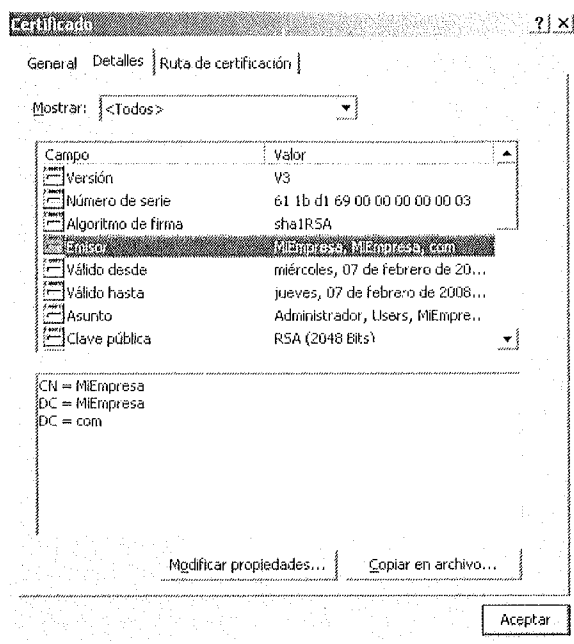 Certificado ? ×
General Detalles Ruta de certificación
Mostrar: <Todos>
Campo Valor
Versión V3
Número de serie 61 1b d1 69 00 00 00 00 00 03
Algoritmo de firma sha1RSA
Emisor MiEmpresa, MiEmpresa, com
Válido desde miércoles, 07 de febrero de 20...
Válido hasta jueves, 07 de febrero de 2008...
Asunto Administrador, Users, MiEmpre...
Clave pública RSA (2048 Bits)
CN = MiEmpresa
DC = MiEmpresa
DC = com
Modificar propiedades... Copiar en archivo...
Aceptar